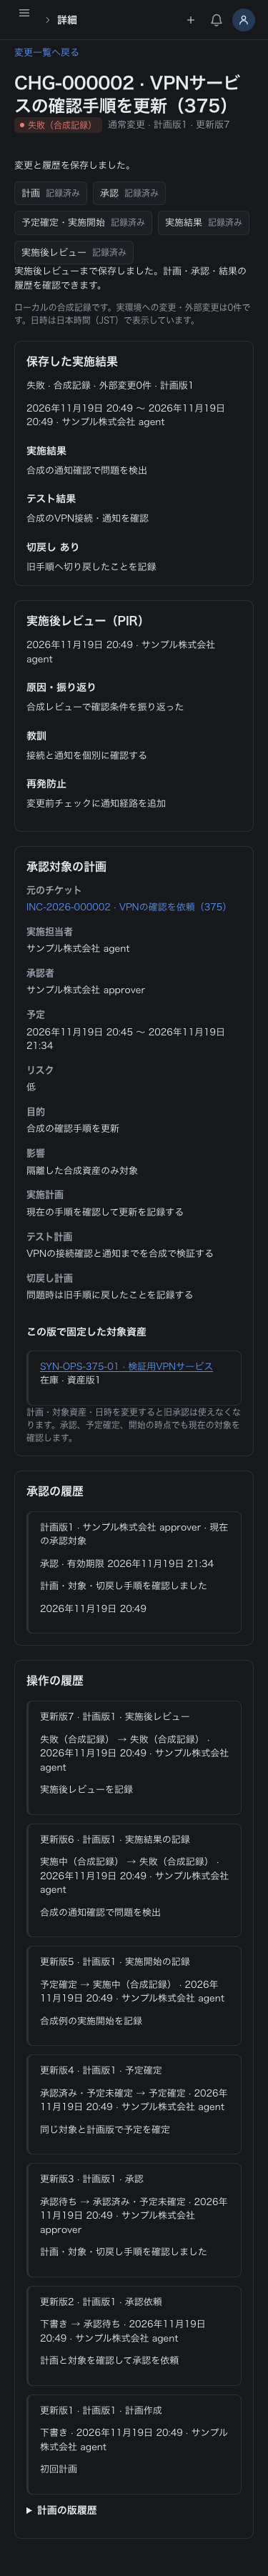 詳細
変更一覧へ戻る
CHG-000002 · VPNサービ
スの確認手順を更新（375）
失敗（合成記録） 通常変更 · 計画版1 · 更新版7
変更と履歴を保存しました。
計画 記録済み 承認 記録済み
予定確定・実施開始 記録済み 実施結果 記録済み
実施後レビュー 記録済み
実施後レビューまで保存しました。計画・承認・結果の
履歴を確認できます。
ローカルの合成記録です。実環境への変更・外部変更は0件で
す。日時は日本時間（JST）で表示しています。
保存した実施結果
失敗 · 合成記録 · 外部変更0件 · 計画版1
2026年11月19日 20:49 〜 2026年11月19日
20:49 · サンプル株式会社 agent
実施結果
合成の通知確認で問題を検出
テスト結果
合成のVPN接続・通知を確認
切戻し あり
旧手順へ切り戻したことを記録
実施後レビュー（PIR）
2026年11月19日 20:49 · サンプル株式会社
agent
原因・振り返り
合成レビューで確認条件を振り返った
教訓
接続と通知を個別に確認する
再発防止
変更前チェックに通知経路を追加
承認対象の計画
元のチケット
INC-2026-000002 · VPNの確認を依頼（375）
実施担当者
サンプル株式会社 agent
承認者
サンプル株式会社 approver
予定
2026年11月19日 20:45 〜 2026年11月19日
21:34
リスク
低
目的
合成の確認手順を更新
影響
隔離した合成資産のみ対象
実施計画
現在の手順を確認して更新を記録する
テスト計画
VPNの接続確認と通知までを合成で検証する
切戻し計画
問題時は旧手順に戻したことを記録する
この版で固定した対象資産
SYN-OPS-375-01 · 検証用VPNサービス
在庫 · 資産版1
計画・対象資産・日時を変更すると旧承認は使えなくな
ります。承認、予定確定、開始の時点でも現在の対象を
確認します。
承認の履歴
計画版1 · サンプル株式会社 approver · 現在
の承認対象
承認 · 有効期限 2026年11月19日 21:34
計画・対象・切戻し手順を確認しました
2026年11月19日 20:49
操作の履歴
更新版7 · 計画版1 · 実施後レビュー
失敗（合成記録） → 失敗（合成記録） ·
2026年11月19日 20:49 · サンプル株式会社
agent
実施後レビューを記録
更新版6 · 計画版1 · 実施結果の記録
実施中（合成記録） → 失敗（合成記録） ·
2026年11月19日 20:49 · サンプル株式会社
agent
合成の通知確認で問題を検出
更新版5 · 計画版1 · 実施開始の記録
予定確定 → 実施中（合成記録） · 2026年
11月19日 20:49 · サンプル株式会社 agent
合成例の実施開始を記録
更新版4 · 計画版1 · 予定確定
承認済み・予定未確定 → 予定確定 · 2026年
11月19日 20:49 · サンプル株式会社 agent
同じ対象と計画版で予定を確定
更新版3 · 計画版1 · 承認
承認待ち → 承認済み・予定未確定 · 2026年
11月19日 20:49 · サンプル株式会社
approver
計画・対象・切戻し手順を確認しました
更新版2 · 計画版1 · 承認依頼
下書き → 承認待ち · 2026年11月19日
20:49 · サンプル株式会社 agent
計画と対象を確認して承認を依頼
更新版1 · 計画版1 · 計画作成
下書き · 2026年11月19日 20:49 · サンプル
株式会社 agent
初回計画
計画の版履歴